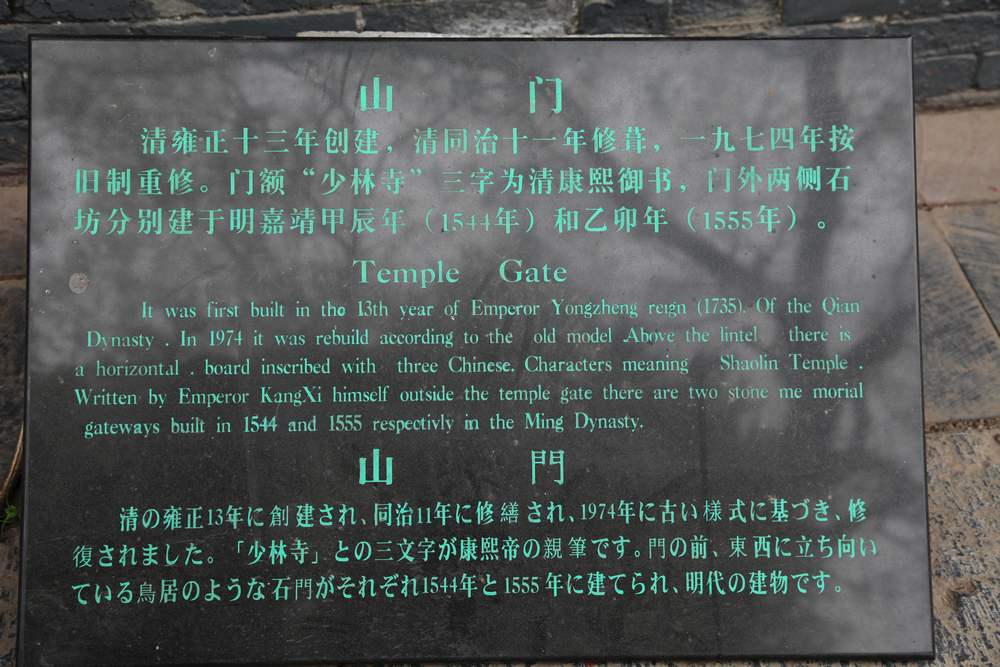 山 门
清雍正十三年创建，清同治十一年修葺，一九七四年按
旧制重修。门额“少林寺”三字为清康熙御书，门外两侧石
坊分别建于明嘉靖甲辰年（1544年）和乙卯年（1555年）。
Temple Gate
It was first built in the 13th year of Emperor Yongzheng reign (1735). Of the Qian
Dynasty . In 1974 it was rebuild according to the old model .Above the lintel there is
a horizontal . board inscribed with three Chinese. Characters meaning Shaolin Temple .
Written by Emperor KangXi himself outside the temple gate there are two stone me morial
gateways built in 1544 and 1555 respectivly in the Ming Dynasty.
山 門
清の雍正13年に創建され、同治11年に修繕され、1974年に古い様式に基づき、修
復されました。「少林寺」との三文字が康熙帝の親筆です。門の前、東西に立ち向い
ている鳥居のような石門がそれぞれ1544年と1555年に建てられ、明代の建物です。